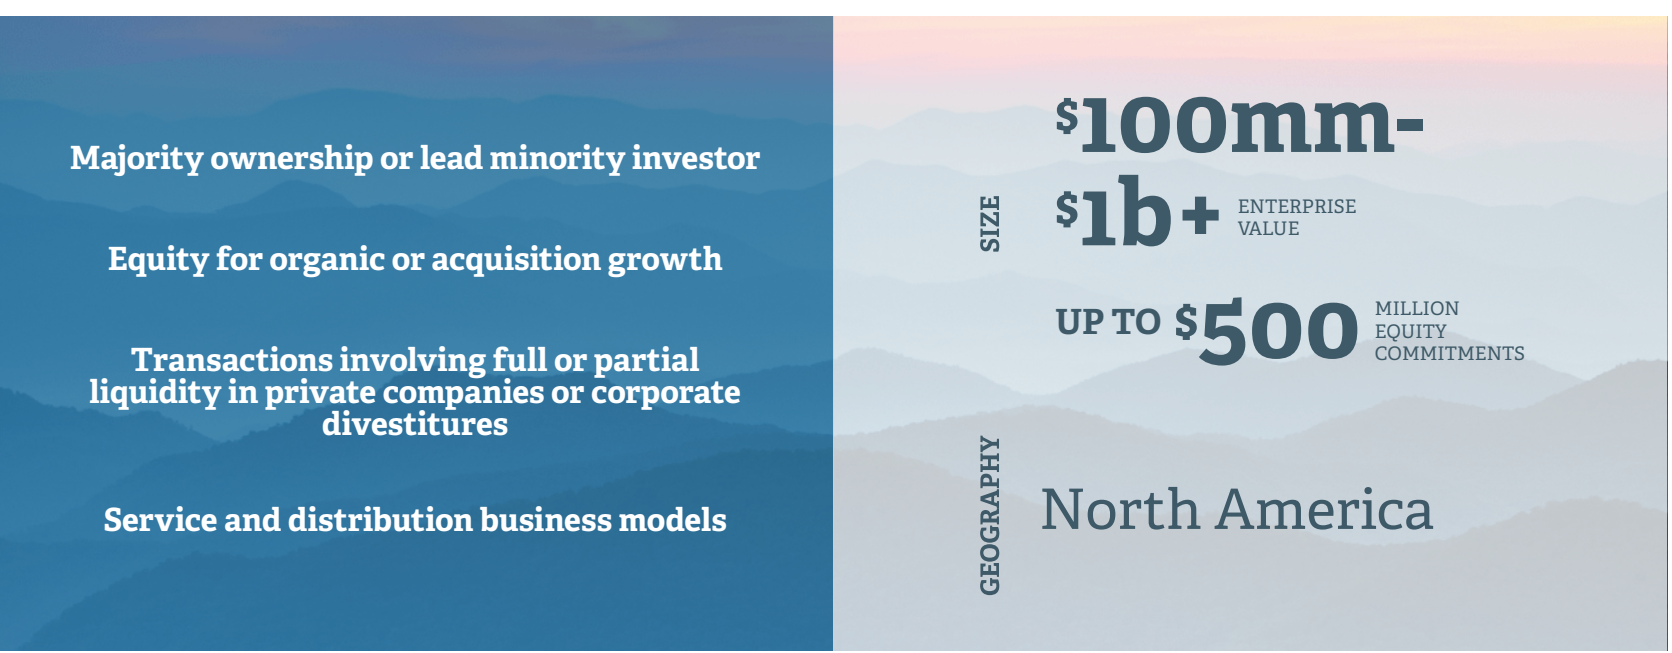 Majority ownership or lead minority investor
Equity for organic or acquisition growth
Transactions involving full or partial
liquidity in private companies or corporate
divestitures
Service and distribution business models
SIZE
$100mm-
$1b+ ENTERPRISE
VALUE
UP TO $500 MILLION
EQUITY
COMMITMENTS
GEOGRAPHY
North America